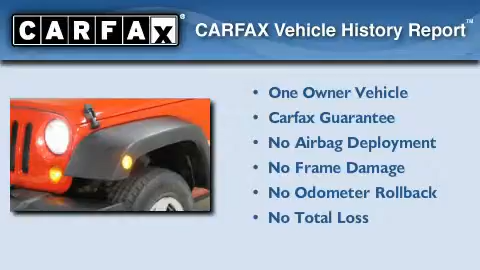 CARFAX®
CARFAX Vehicle History Report™
• One Owner Vehicle
• Carfax Guarantee
• No Airbag Deployment
• No Frame Damage
• No Odometer Rollback
• No Total Loss